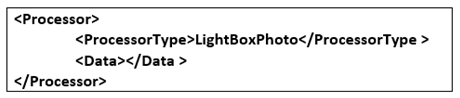 <Processor>
<ProcessorType>LightBoxPhoto</ProcessorType >
<Data></Data >
</Processor>